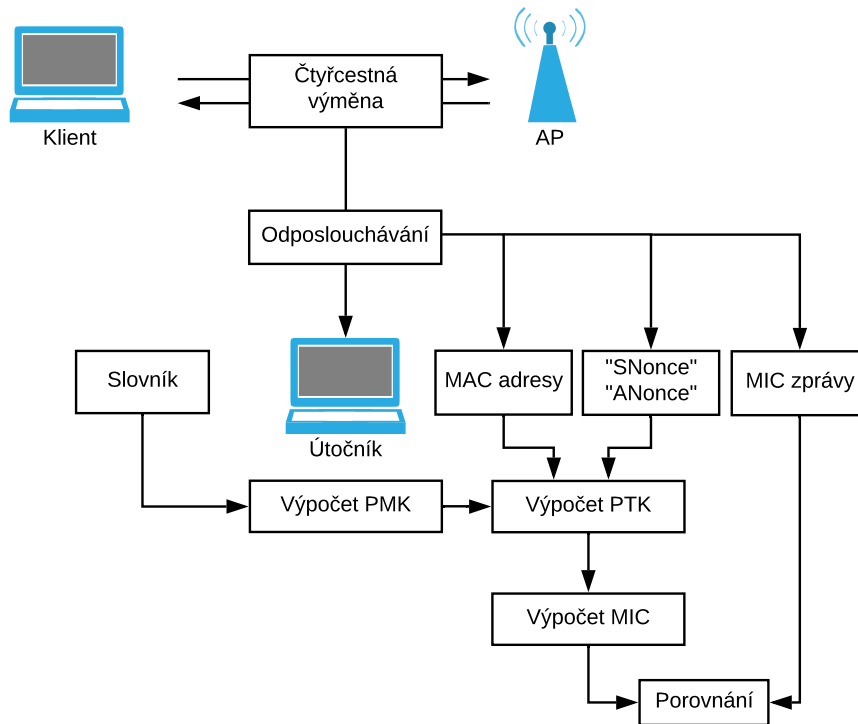 Čtyřcestná
výměna
Klient
AP
Odposlouchávání
Slovník
MAC adresy
"SNonce"
"ANonce"
MIC zprávy
Útočník
Výpočet PMK
Výpočet PTK
Výpočet MIC
Porovnání